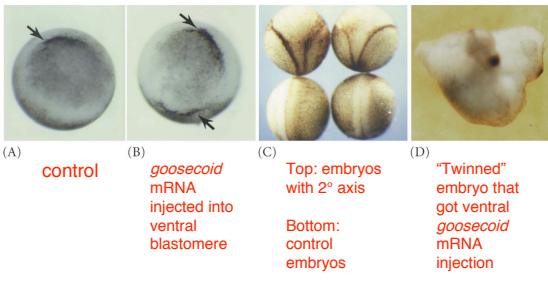 (A)
control
(B)
goosecoid
mRNA
injected into
ventral
blastomere
(C)
Top: embryos
with 2° axis
Bottom:
control
embryos
(D)
“Twinned”
embryo that
got ventral
goosecoid
mRNA
injection